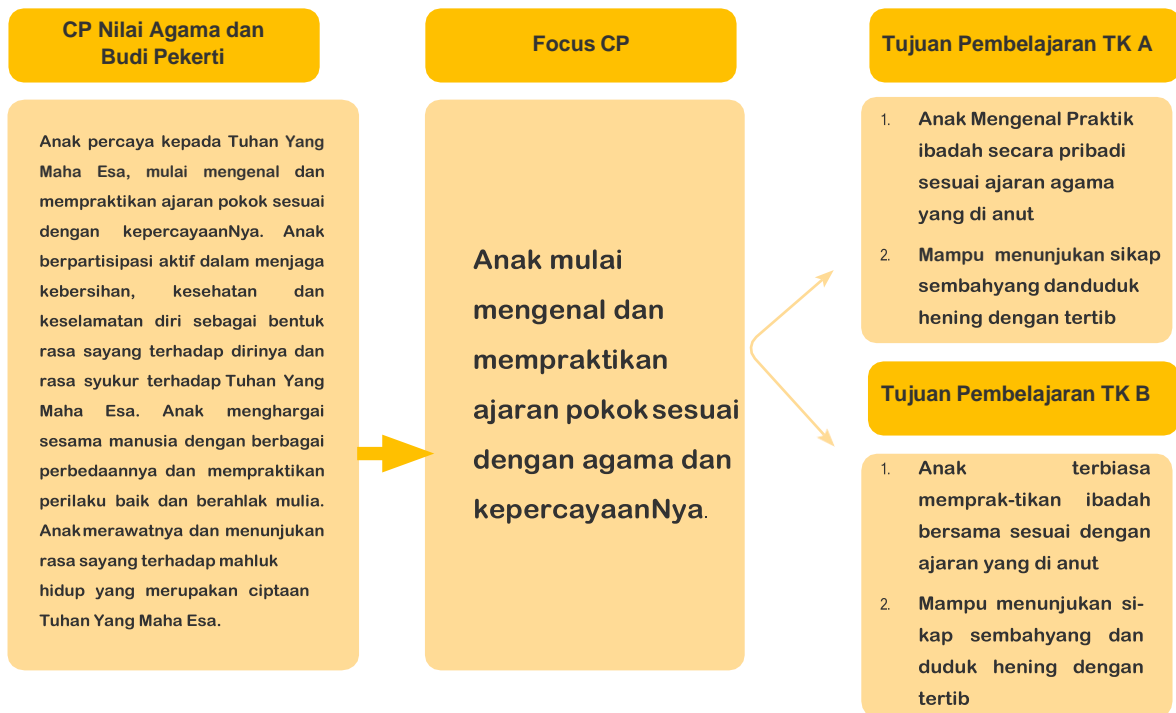 CP Nilai Agama dan
Budi Pekerti
Anak percaya kepada Tuhan Yang
Maha Esa, mulai mengenal dan
mempraktikan ajaran pokok sesuai
dengan kepercayaanNya. Anak
berpartisipasi aktif dalam menjaga
kebersihan, kesehatan dan
keselamatan diri sebagai bentuk
rasa sayang terhadap dirinya dan
rasa syukur terhadap Tuhan Yang
Maha Esa. Anak menghargai
sesama manusia dengan berbagai
perbedaannya dan mempraktikan
perilaku baik dan berahlak mulia.
Anakmerawatnya dan menunjukan
rasa sayang terhadap mahluk
hidup yang merupakan ciptaan
Tuhan Yang Maha Esa.
Focus CP
Anak mulai
mengenal dan
mempraktikan
ajaran pokok sesuai
dengan agama dan
kepercayaanNya.
Tujuan Pembelajaran TK A
1. Anak Mengenal Praktik
ibadah secara pribadi
sesuai ajaran agama
yang di anut
2. Mampu menunjukan sikap
sembahyang danduduk
hening dengan tertib
Tujuan Pembelajaran TK B
1. Anak terbiasa
memprak-tikan ibadah
bersama sesuai dengan
ajaran yang di anut
2. Mampu menunjukan si-
kap sembahyang dan
duduk hening dengan
tertib